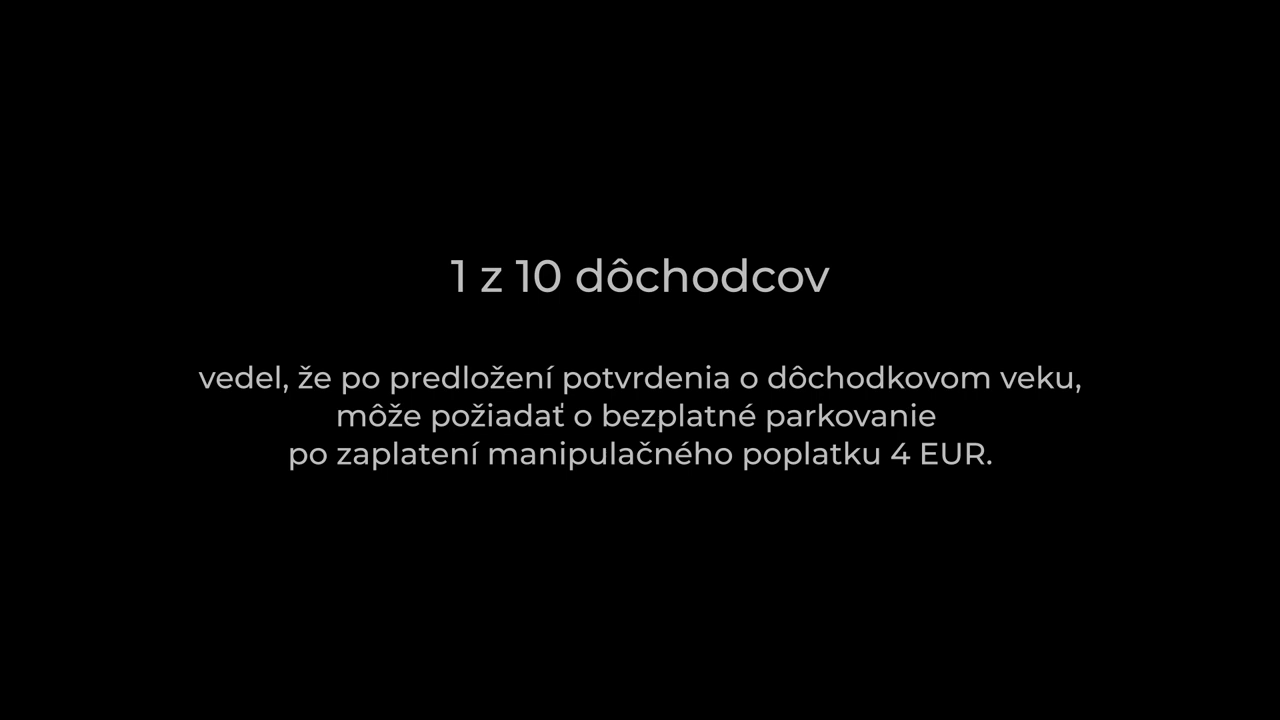 1 z 10 dôchodcov
vedel, že po predložení potvrdenia o dôchodkovom veku,
môže požiadať o bezplatné parkovanie
po zaplatení manipulačného poplatku 4 EUR.